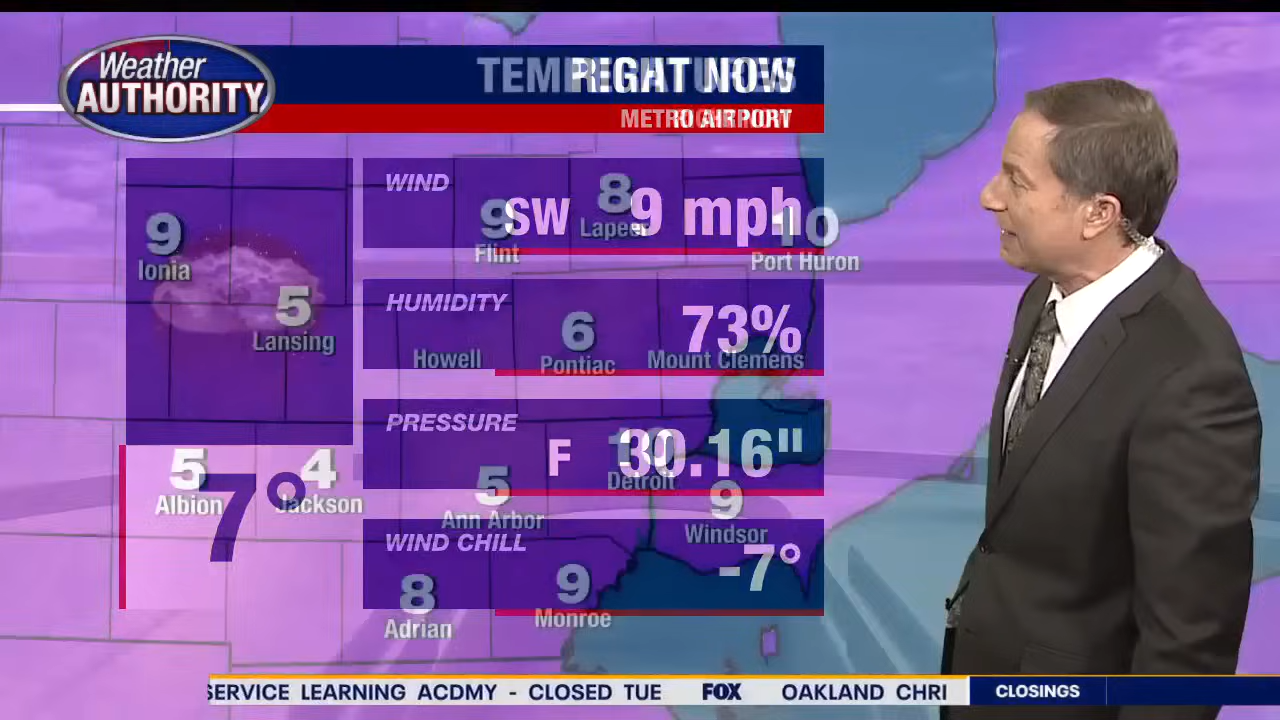 Weather
AUTHORITY
RIGHT NOW
METRO AIRPORT
WIND
SW 9 mph
9
Ionia
9
Flint
8
Lapeer
10
Port Huron
HUMIDITY
73%
5
Lansing
Howell
6
Pontiac
Mount Clemens
PRESSURE
F 30.16"
10
Detroit
5
Albion
4
Jackson
7°
5
Ann Arbor
9
Windsor
WIND CHILL
-7°
8
Adrian
9
Monroe
SERVICE LEARNING ACDMY - CLOSED TUE FOX OAKLAND CHRI CLOSINGS